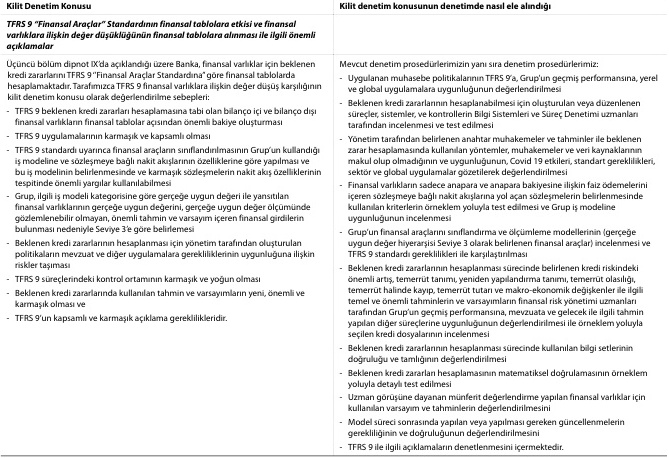 Kilit Denetim Konusu
TFRS 9 “Finansal Araçlar” Standardının finansal tablolara etkisi ve finansal
varlıklara ilişkin değer düşüklüğünün finansal tablolara alınması ile ilgili önemli
açıklamalar
Üçüncü bölüm dipnot IX’da açıklandığı üzere Banka, finansal varlıklar için beklenen
kredi zararlarını TFRS 9 “Finansal Araçlar Standardına” göre finansal tablolarda
hesaplamaktadır. Tarafımızca TFRS 9 finansal varlıklara ilişkin değer düşüş karşılığının
kilit denetim konusu olarak değerlendirilme sebepleri:
- TFRS 9 beklenen kredi zararları hesaplamasına tabi olan bilanço içi ve bilanço dışı
finansal varlıkların finansal tablolar açısından önemli bakiye oluşturması
- TFRS 9 uygulamalarının karmaşık ve kapsamlı olması
- TFRS 9 standardı uyarınca finansal araçların sınıflandırılmasının Grup’un kullandığı
iş modeline ve sözleşmeye bağlı nakit akışlarının özelliklerine göre yapılması ve
bu iş modelinin belirlenmesinde ve karmaşık sözleşmelerin nakit akış özelliklerinin
tespitinde önemli yargılar kullanılabilmesi
- Grup, ilgili iş modeli kategorisine göre gerçeğe uygun değeri ile yansıtılan
finansal varlıkların gerçeğe uygun değerini, gerçeğe uygun değer ölçümünde
gözlemlenebilir olmayan, önemli tahmin ve varsayım içeren finansal girdilerin
bulunması nedeniyle Seviye 3’e göre belirlemesi
- Beklenen kredi zararlarının hesaplanması için yönetim tarafından oluşturulan
politikaların mevzuat ve diğer uygulamalara gerekliliklerinin uygunluğuna ilişkin
riskler taşıması
- TFRS 9 süreçlerindeki kontrol ortamının karmaşık ve yoğun olması
- Beklenen kredi zararlarında kullanılan tahmin ve varsayımların yeni, önemli ve
karmaşık olması ve
- TFRS 9’un kapsamlı ve karmaşık açıklama gereklilikleridir.
Kilit denetim konusunun denetimde nasıl ele alındığı
Mevcut denetim prosedürlerimizin yanı sıra denetim prosedürlerimiz:
- Uygulanan muhasebe politikalarının TFRS 9’a, Grup’un geçmiş performansına, yerel
ve global uygulamalara uygunluğunun değerlendirilmesi
- Beklenen kredi zararlarının hesaplanabilmesi için oluşturulan veya düzenlenen
süreçler, sistemler, ve kontrollerin Bilgi Sistemleri ve Süreç Denetimi uzmanları
tarafından incelenmesi ve test edilmesi
- Yönetim tarafından belirlenen anahtar muhakemeler ve tahminler ile beklenen
zarar hesaplamasında kullanılan yöntemler, muhakemeler ve veri kaynaklarının
makul olup olmadığının ve uygunluğunun, Covid 19 etkileri, standart gereklilikleri,
sektör ve global uygulamalar gözetilerek değerlendirilmesi
- Finansal varlıkların sadece anapara ve anapara bakiyesine ilişkin faiz ödemelerini
içeren sözleşmeye bağlı nakit akışlarına yol açan sözleşmelerin belirlenmesinde
kullanılan kriterlerin örneklem yoluyla test edilmesi ve Grup iş modeline
uygunluğunun incelenmesi
- Grup’un finansal araçlarını sınıflandırma ve ölçümleme modellerinin (gerçeğe
uygun değer hiyerarşisi Seviye 3 olarak belirlenen finansal araçlar) incelenmesi ve
TFRS 9 standardı gereklilikleri ile karşılaştırılması
- Beklenen kredi zararlarının hesaplanması sürecinde belirlenen kredi riskindeki
önemli artış, temerrüt tanımı, yeniden yapılandırma tanımı, temerrüt olasılığı,
temerrüt halinde kayıp, temerrüt tutarı ve makro-ekonomik değişkenler ile ilgili
temel ve önemli tahminlerin ve varsayımların finansal risk yönetimi uzmanları
tarafından Grup’un geçmiş performansına, mevzuata ve gelecek ile ilgili tahmin
yapılan diğer süreçlerine uygunluğunun değerlendirilmesi ile örneklem yoluyla
seçilen kredi dosyalarının incelenmesi
- Beklenen kredi zararlarının hesaplanması sürecinde kullanılan bilgi setlerinin
doğruluğu ve tamlığının değerlendirilmesi
- Beklenen kredi zararları hesaplamasının matematiksel doğrulamasının örneklem
yoluyla detaylı test edilmesi
- Uzman görüşüne dayanan münferit değerlendirme yapılan finansal varlıklar için
kullanılan varsayım ve tahminlerin değerlendirilmesini
- Model süreci sonrasında yapılan veya yapılması gereken güncellenmelerin
gerekliliğinin ve doğruluğunun değerlendirilmesini
- TFRS 9 ile ilgili açıklamaların denetlenmesini içermektedir.